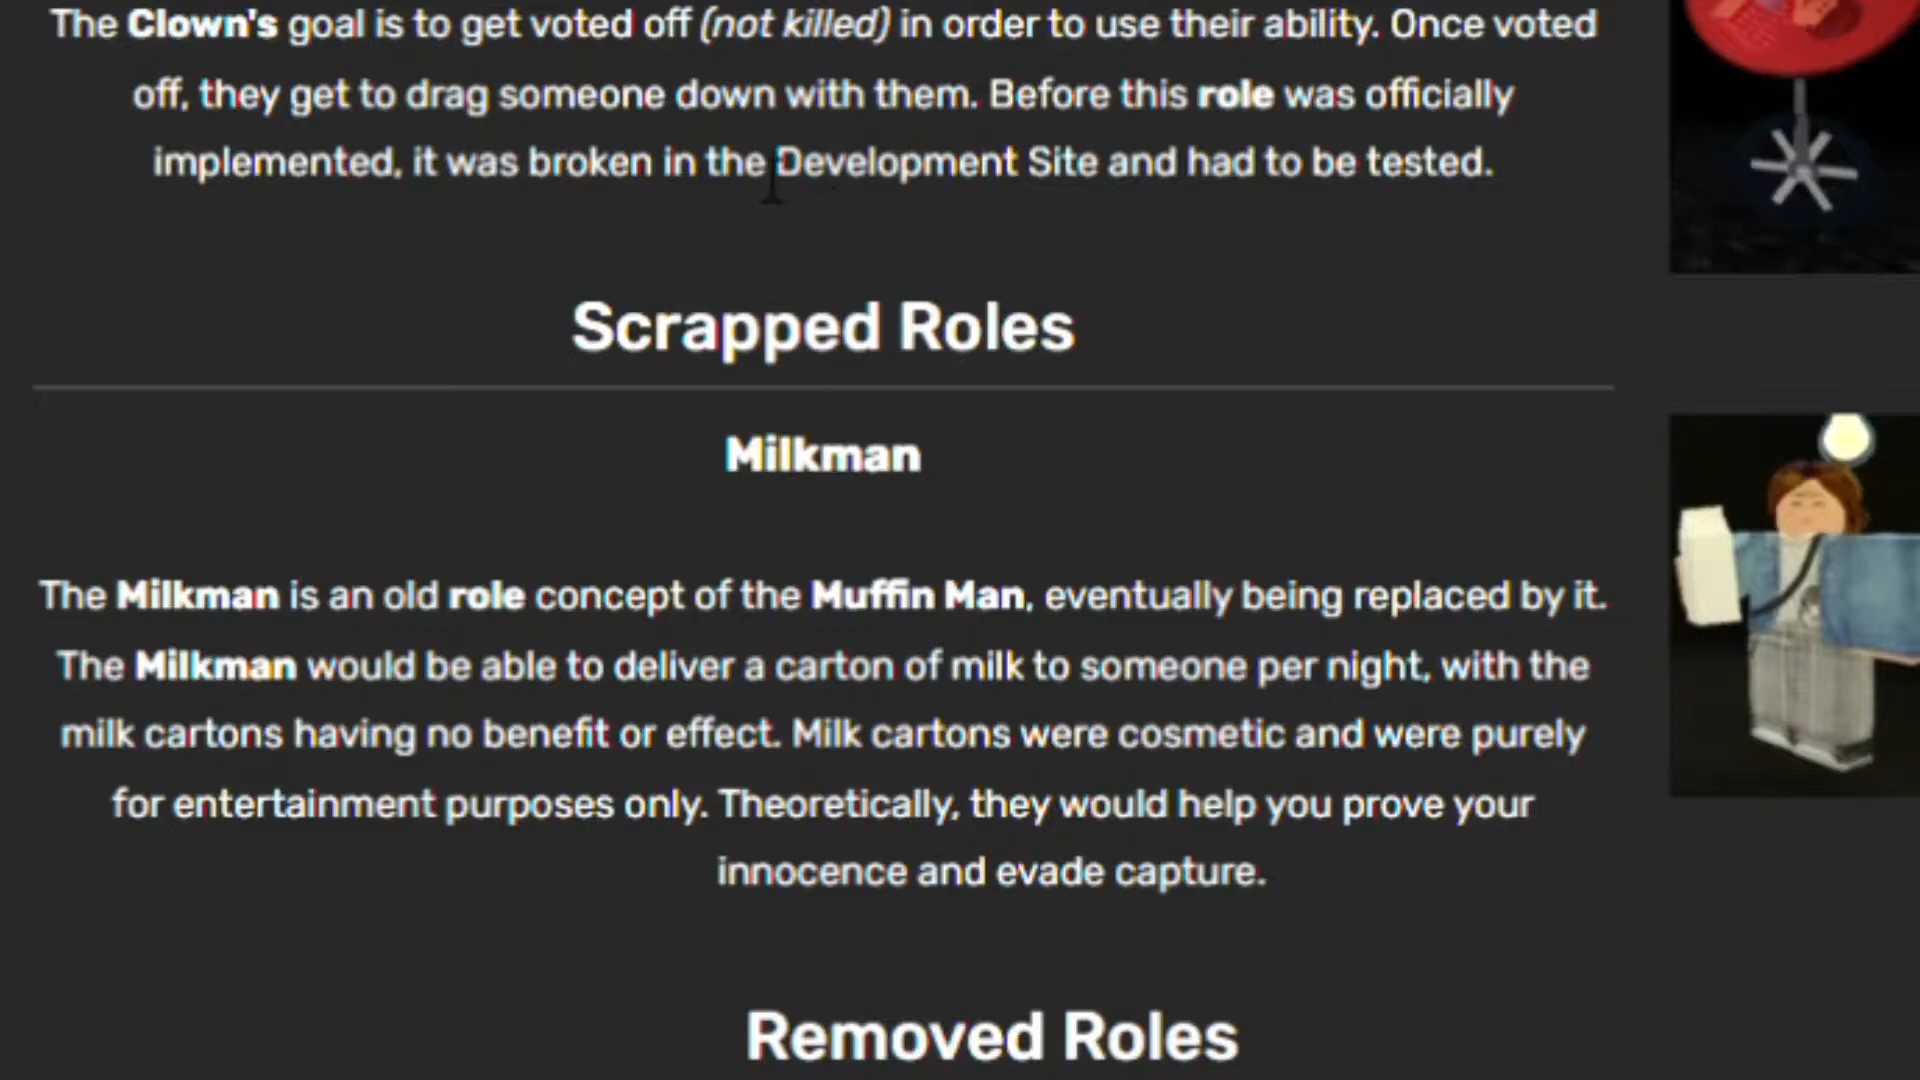 The Clown's goal is to get voted off (not killed) in order to use their ability. Once voted
off, they get to drag someone down with them. Before this role was officially
implemented, it was broken in the Development Site and had to be tested.
Scrapped Roles
Milkman
The Milkman is an old role concept of the Muffin Man, eventually being replaced by it.
The Milkman would be able to deliver a carton of milk to someone per night, with the
milk cartons having no benefit or effect. Milk cartons were cosmetic and were purely
for entertainment purposes only. Theoretically, they would help you prove your
innocence and evade capture.
Removed Roles